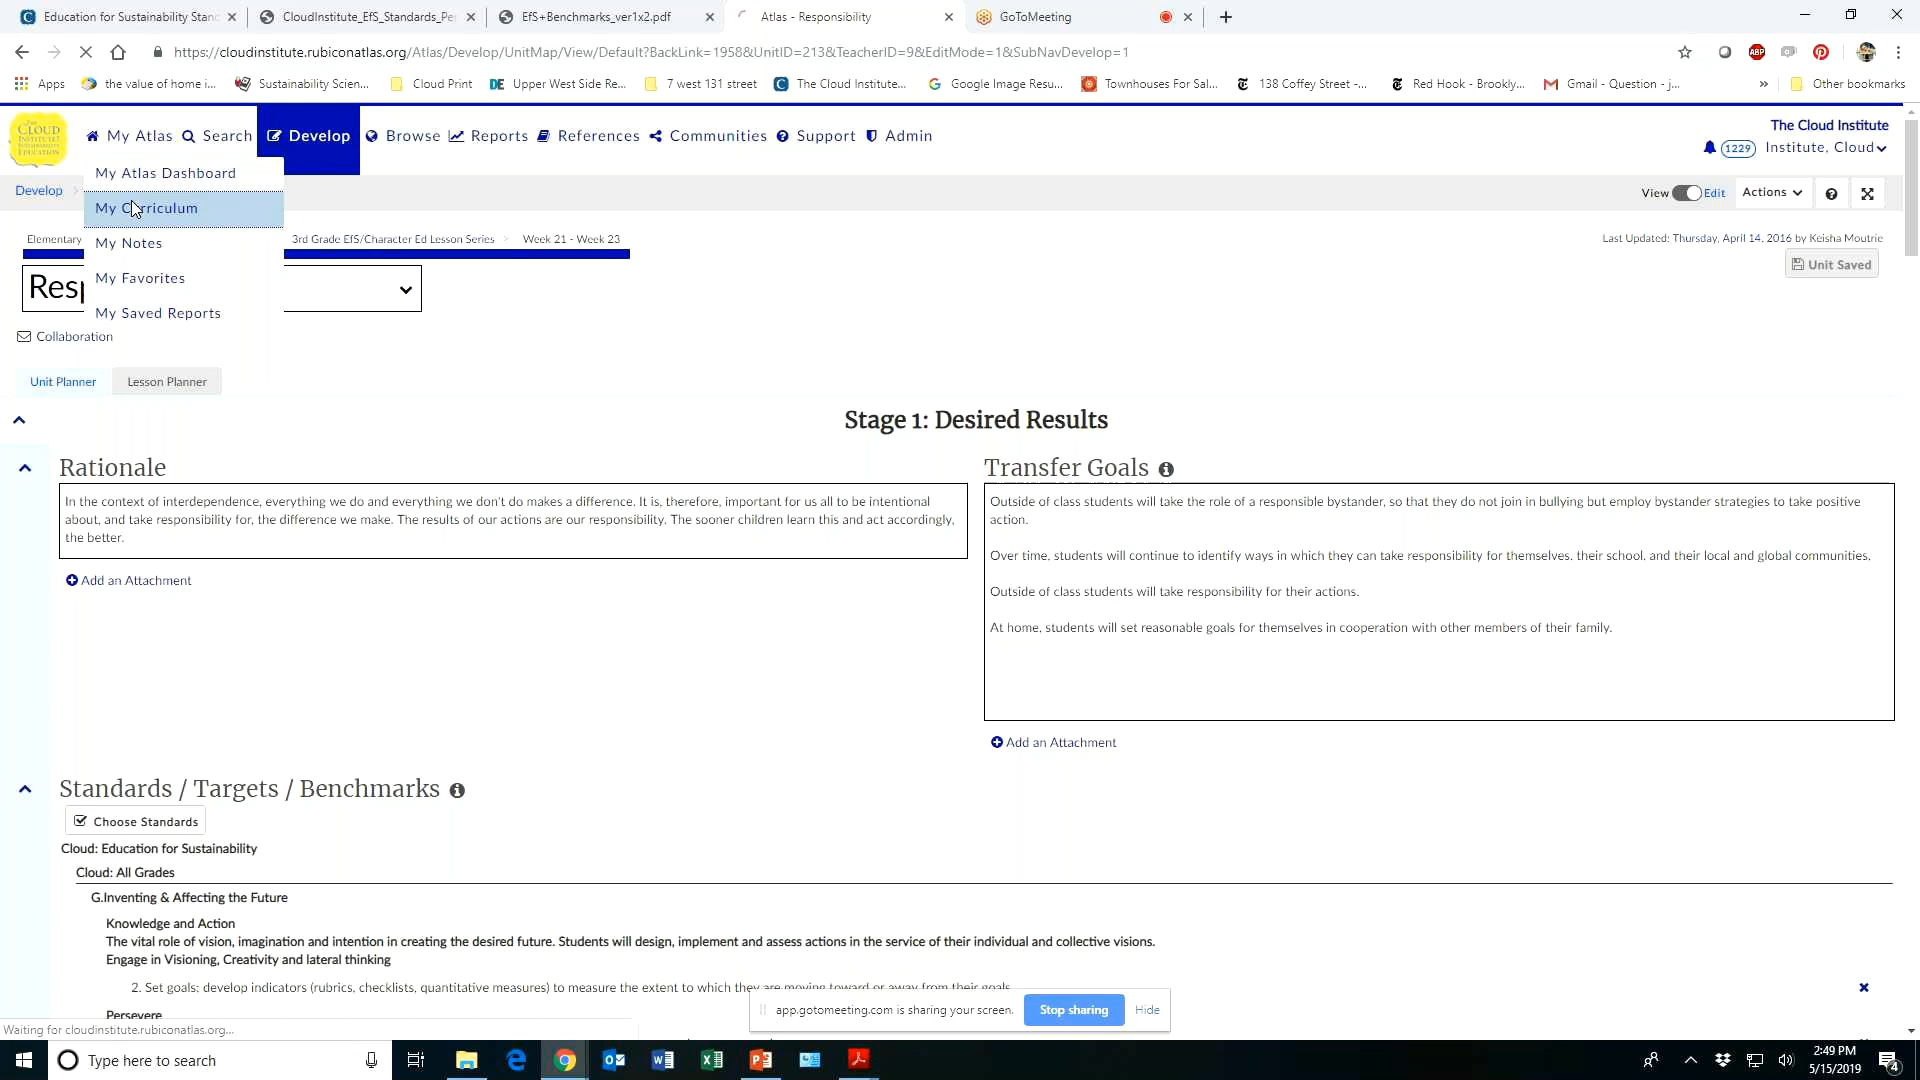 Education for Sustainability Stanc
CloudInstitute_EfS_Standards_Pe
EfS+Benchmarks_ver1x2.pdf
Atlas - Responsibility
GoToMeeting
https://cloudinstitute.rubiconatlas.org/Atlas/Develop/UnitMap/View/Default?BackLink=1958&UnitID=213&TeacherID=9&EditMode=1&SubNavDevelop=1
ABP
Apps
the value of home i...
Sustainability Scien...
Cloud Print
DE Upper West Side Re...
7 west 131 street
The Cloud Institute...
Google Image Resu...
Townhouses For Sal...
138 Coffey Street -...
Red Hook - Brookly...
Gmail - Question - j...
»
Other bookmarks
My Atlas
Search
Develop
Browse
Reports
References
Communities
Support
Admin
The Cloud Institute
1229
Institute, Cloud
My Atlas Dashboard
Develop
View Edit
Actions
My Curriculum
My Notes
My Favorites
My Saved Reports
Elementary
3rd Grade EfS/Character Ed Lesson Series > Week 21 - Week 23
Last Updated: Thursday, April 14, 2016 by Keisha Moutrie
Unit Saved
Resp
Collaboration
Unit Planner
Lesson Planner
Stage 1: Desired Results
Rationale
In the context of interdependence, everything we do and everything we don't do makes a difference. It is, therefore, important for us all to be intentional
about, and take responsibility for, the difference we make. The results of our actions are our responsibility. The sooner children learn this and act accordingly,
the better.
Add an Attachment
Transfer Goals
Outside of class students will take the role of a responsible bystander, so that they do not join in bullying but employ bystander strategies to take positive
action.
Over time, students will continue to identify ways in which they can take responsibility for themselves, their school, and their local and global communities.
Outside of class students will take responsibility for their actions.
At home, students will set reasonable goals for themselves in cooperation with other members of their family.
Add an Attachment
Standards / Targets / Benchmarks
Choose Standards
Cloud: Education for Sustainability
Cloud: All Grades
G.Inventing & Affecting the Future
Knowledge and Action
The vital role of vision, imagination and intention in creating the desired future. Students will design, implement and assess actions in the service of their individual and collective visions.
Engage in Visioning, Creativity and lateral thinking
2. Set goals; develop indicators (rubrics, checklists, quantitative measures) to measure the extent to which they are moving toward or away from their goals
Persevere
app.gotomeeting.com is sharing your screen.
Stop sharing
Hide
Waiting for cloudinstitute.rubiconatlas.org...
Type here to search
2:49 PM
5/15/2019
4